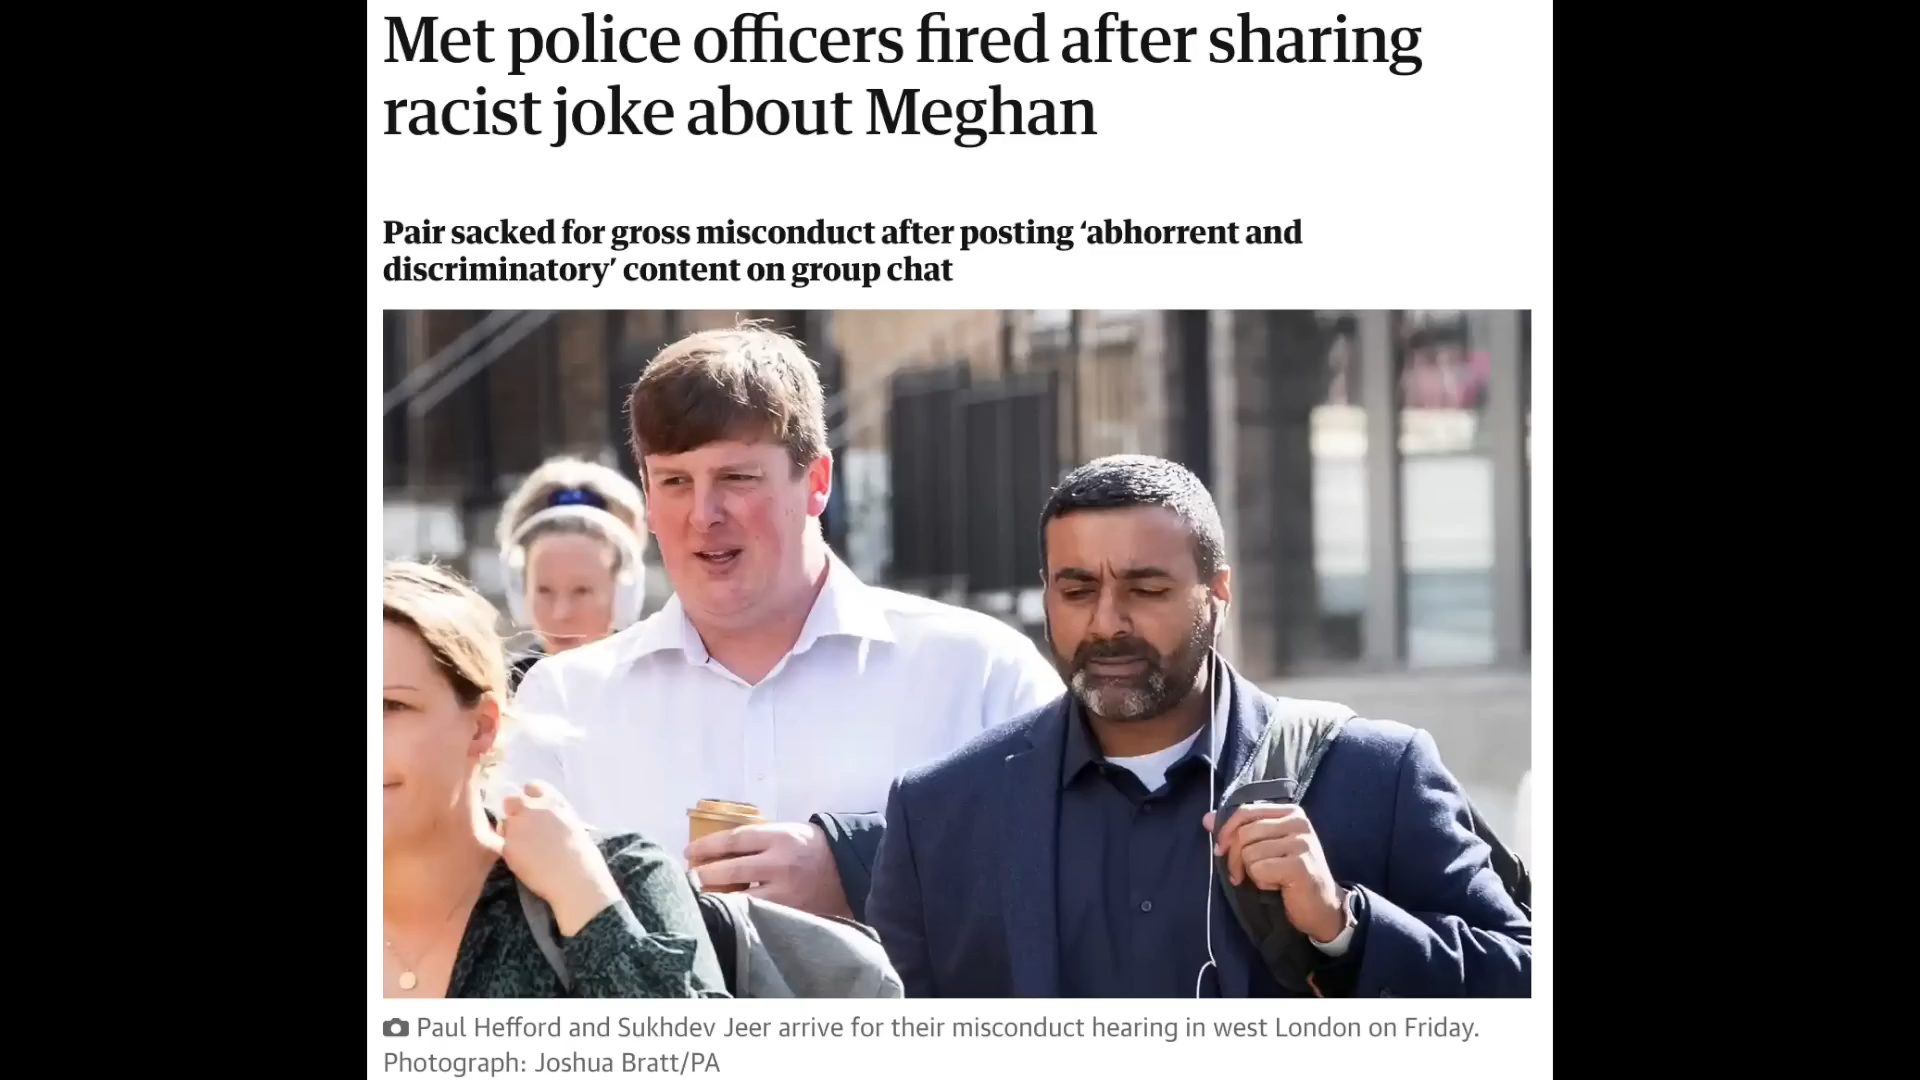 Met police officers fired after sharing
racist joke about Meghan
Pair sacked for gross misconduct after posting ‘abhorrent and
discriminatory’ content on group chat
Paul Hefford and Sukhdev Jeer arrive for their misconduct hearing in west London on Friday.
Photograph: Joshua Bratt/PA